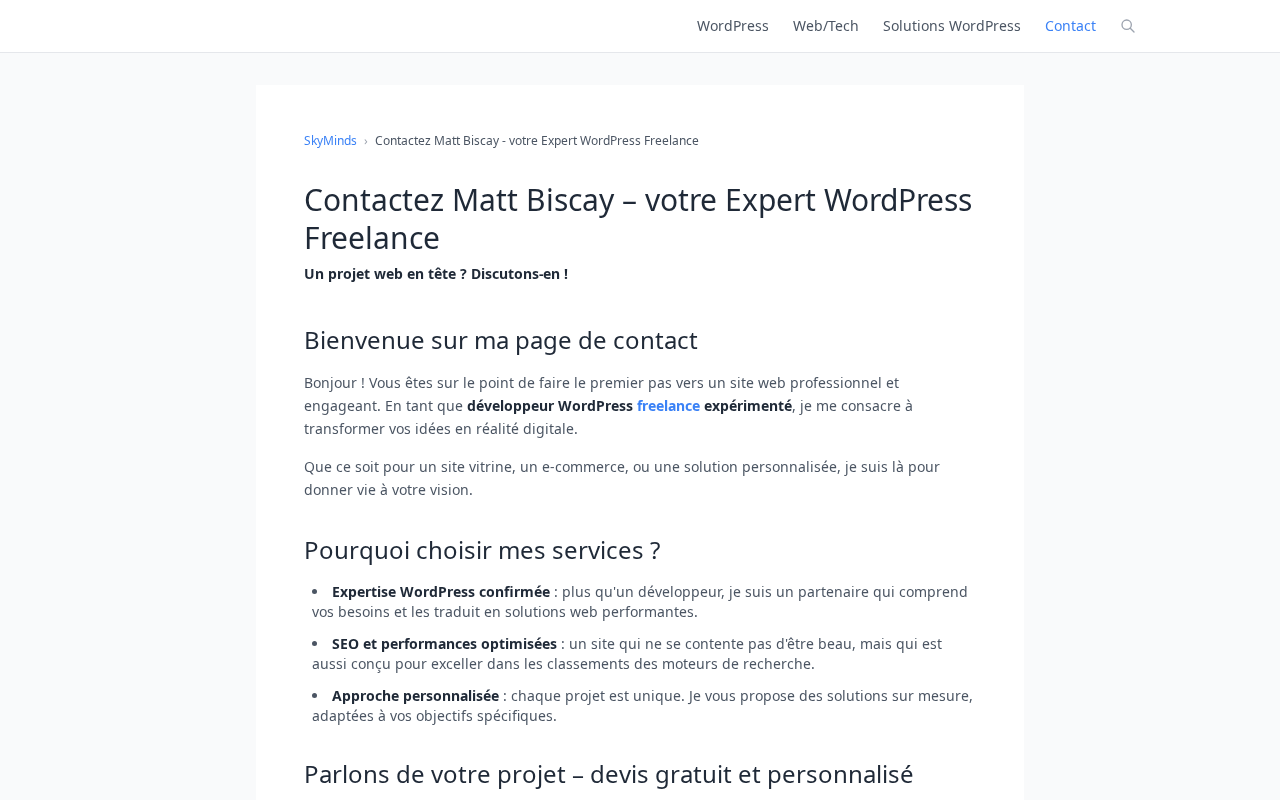 WordPress Web/Tech Solutions WordPress Contact
SkyMinds › Contactez Matt Biscay - votre Expert WordPress Freelance
Contactez Matt Biscay – votre Expert WordPress
Freelance
Un projet web en tête ? Discutons-en !
Bienvenue sur ma page de contact
Bonjour ! Vous êtes sur le point de faire le premier pas vers un site web professionnel et
engageant. En tant que développeur WordPress freelance expérimenté, je me consacre à
transformer vos idées en réalité digitale.
Que ce soit pour un site vitrine, un e-commerce, ou une solution personnalisée, je suis là pour
donner vie à votre vision.
Pourquoi choisir mes services ?
• Expertise WordPress confirmée : plus qu'un développeur, je suis un partenaire qui comprend
vos besoins et les traduit en solutions web performantes.
• SEO et performances optimisées : un site qui ne se contente pas d'être beau, mais qui est
aussi conçu pour exceller dans les classements des moteurs de recherche.
• Approche personnalisée : chaque projet est unique. Je vous propose des solutions sur mesure,
adaptées à vos objectifs spécifiques.
Parlons de votre projet – devis gratuit et personnalisé